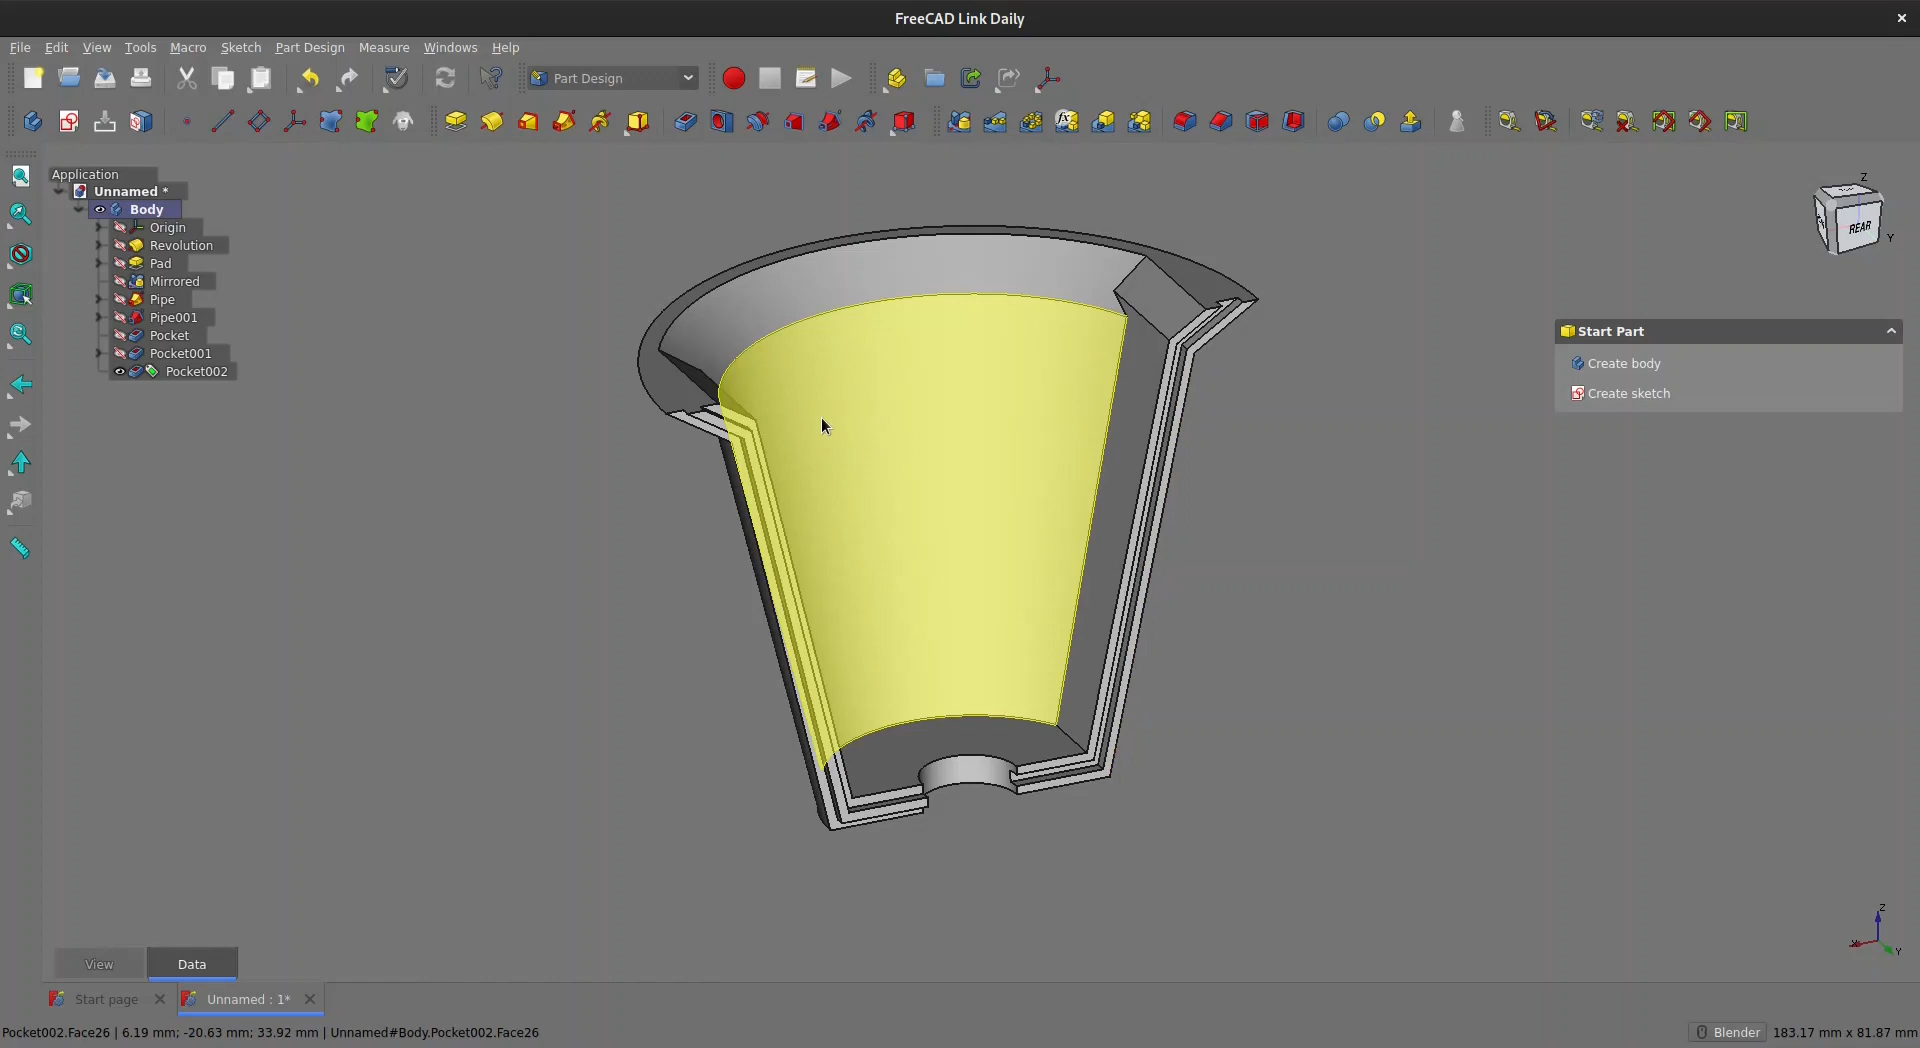 FreeCAD Link Daily
File Edit View Tools Macro Sketch Part Design Measure Windows Help
Part Design
Application
Unnamed *
Body
Origin
Revolution
Pad
Mirrored
Pipe
Pipe001
Pocket
Pocket001
Pocket002
Z
REAR
Y
Start Part
Create body
Create sketch
Z
X
Y
View Data
Start page Unnamed : 1*
Pocket002.Face26 | 6.19 mm; -20.63 mm; 33.92 mm | Unnamed#Body.Pocket002.Face26
Blender 183.17 mm x 81.87 mm